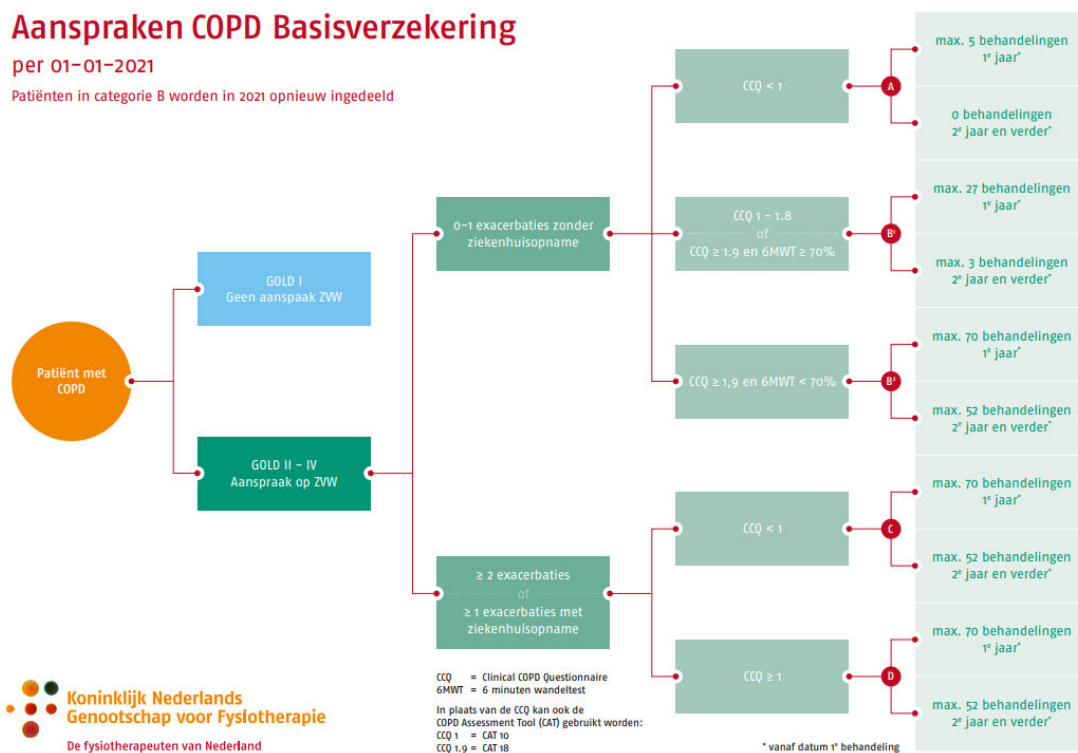 Aanspraken COPD Basisverzekering
per 01-01-2021
Patiënten in categorie B worden in 2021 opnieuw ingedeeld
Patiënt met
COPD
GOLD I
Geen aanspaak ZVW
GOLD II - IV
Aanspraak op ZVW
0-1 exacerbaties zonder
ziekenhuisopname
≥ 2 exacerbaties
of
≥ 1 exacerbaties met
ziekenhuisopname
CCQ < 1
A
max. 5 behandelingen
1ᵉ jaar*
0 behandelingen
2ᵉ jaar en verder*
CCQ 1 - 1.8
of
CCQ ≥ 1.9 en 6MWT ≥ 70%
B¹
max. 27 behandelingen
1ᵉ jaar*
max. 3 behandelingen
2ᵉ jaar en verder*
CCQ ≥ 1,9 en 6MWT < 70%
B²
max. 70 behandelingen
1ᵉ jaar*
max. 52 behandelingen
2ᵉ jaar en verder*
CCQ < 1
C
max. 70 behandelingen
1ᵉ jaar*
max. 52 behandelingen
2ᵉ jaar en verder*
CCQ ≥ 1
D
max. 70 behandelingen
1ᵉ jaar*
max. 52 behandelingen
2ᵉ jaar en verder*
CCQ = Clinical COPD Questionnaire
6MWT = 6 minuten wandeltest
In plaats van de CCQ kan ook de
COPD Assessment Tool (CAT) gebruikt worden:
CCQ 1 = CAT 10
CCQ 1.9 = CAT 18
* vanaf datum 1ᵉ behandeling
Koninklijk Nederlands
Genootschap voor Fysiotherapie
De fysiotherapeuten van Nederland